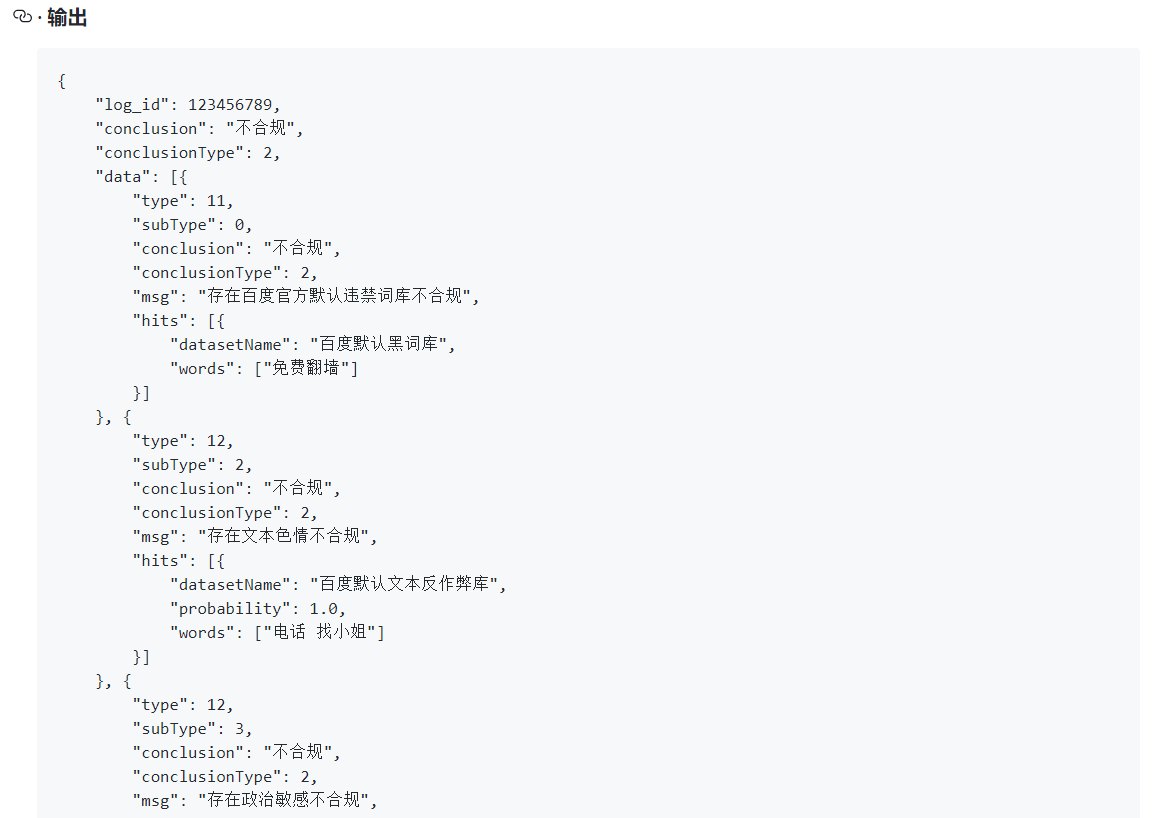 · 输出
{
    "log_id": 123456789,
    "conclusion": "不合规",
    "conclusionType": 2,
    "data": [{
        "type": 11,
        "subType": 0,
        "conclusion": "不合规",
        "conclusionType": 2,
        "msg": "存在百度官方默认违禁词库不合规",
        "hits": [{
            "datasetName": "百度默认黑词库",
            "words": ["免费翻墙"]
        }]
    }, {
        "type": 12,
        "subType": 2,
        "conclusion": "不合规",
        "conclusionType": 2,
        "msg": "存在文本色情不合规",
        "hits": [{
            "datasetName": "百度默认文本反作弊库",
            "probability": 1.0,
            "words": ["电话 找小姐"]
        }]
    }, {
        "type": 12,
        "subType": 3,
        "conclusion": "不合规",
        "conclusionType": 2,
        "msg": "存在政治敏感不合规",